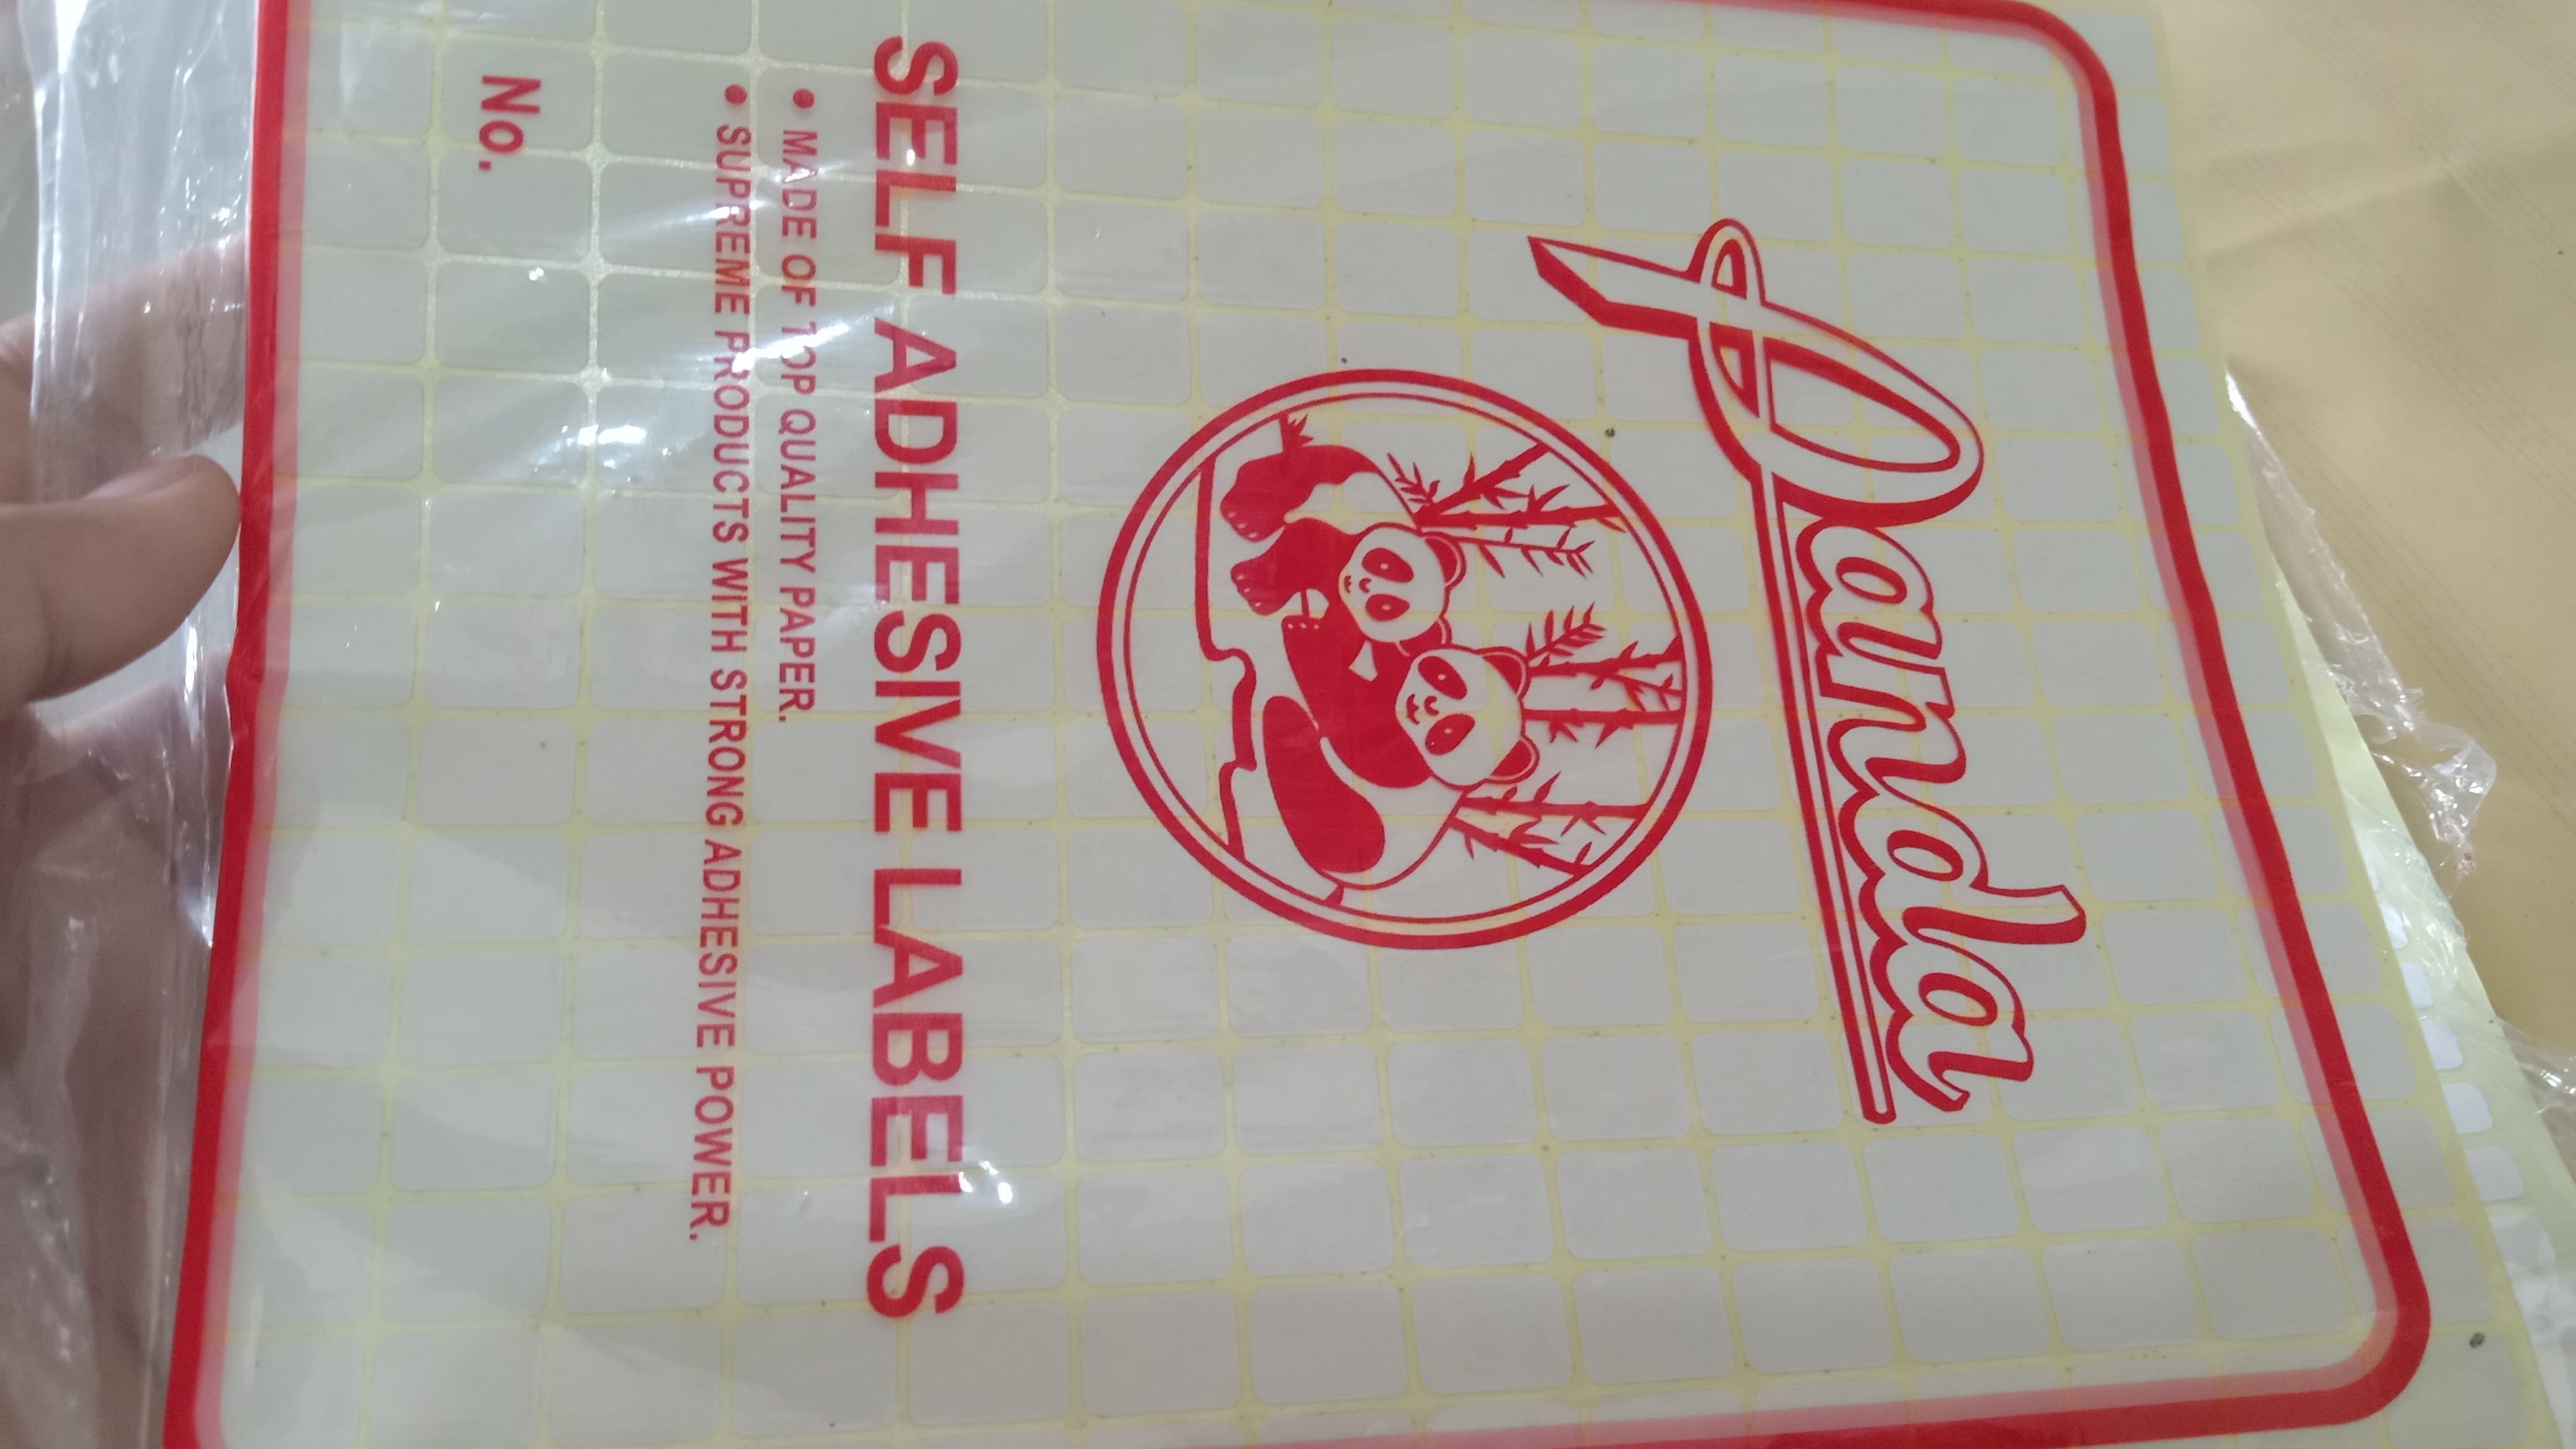 Panda
SELF ADHESIVE LABELS
• MADE OF TOP QUALITY PAPER.
• SUPREME PRODUCTS WITH STRONG ADHESIVE POWER.
No.